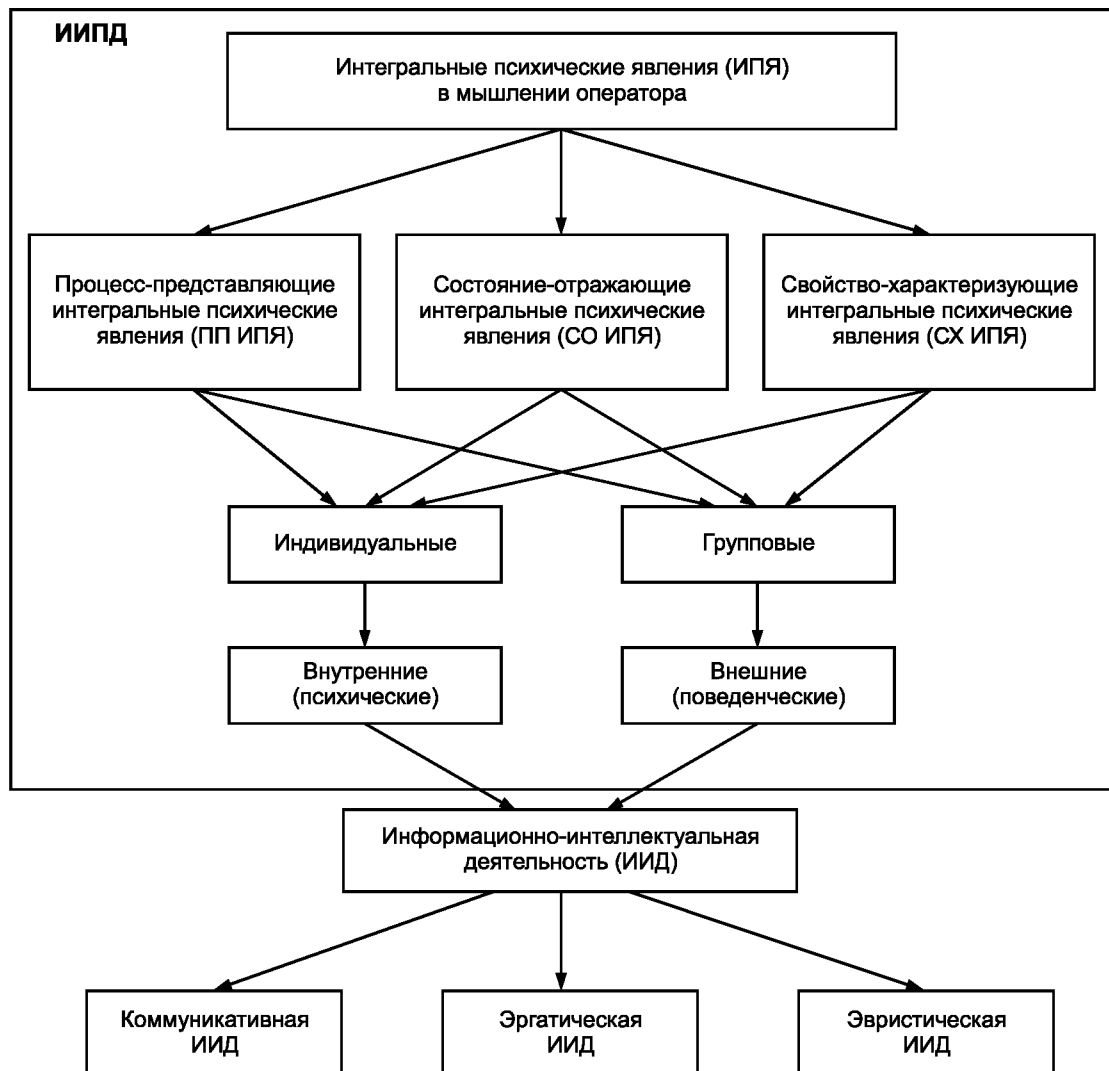 ИИПД
Интегральные психические явления (ИПЯ)
в мышлении оператора
Процесс-представляющие
интегральные психические
явления (ПП ИПЯ)
Состояние-отражающие
интегральные психические
явления (СО ИПЯ)
Свойство-характеризующие
интегральные психические
явления (СХ ИПЯ)
Индивидуальные
Групповые
Внутренние
(психические)
Внешние
(поведенческие)
Информационно-интеллектуальная
деятельность (ИИД)
Коммуникативная
ИИД
Эргатическая
ИИД
Эвристическая
ИИД